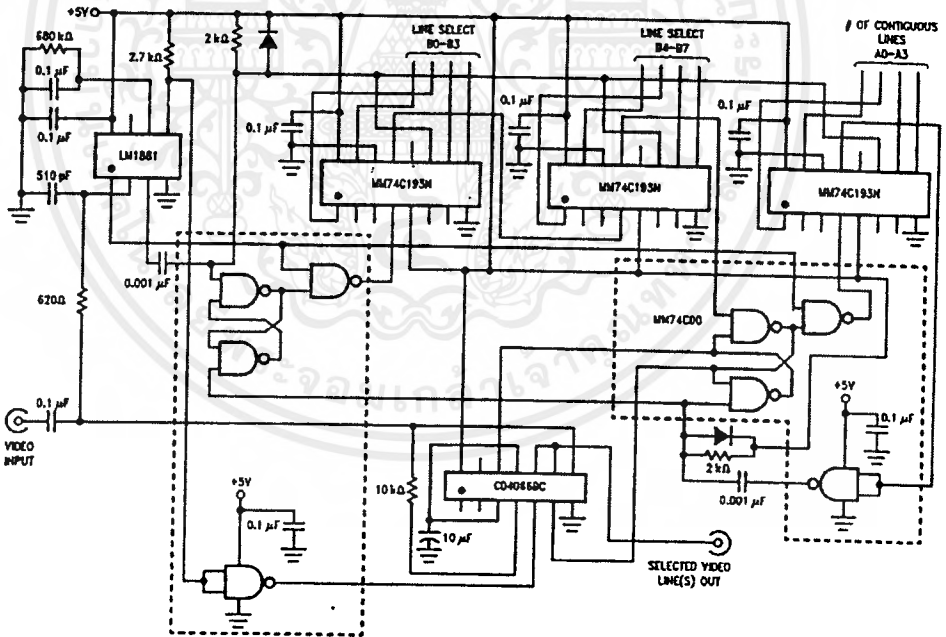 +5V
680 kΩ
0.1 μF
0.1 μF
2.7 kΩ
2 kΩ
LINE SELECT
B0-B3
LINE SELECT
B4-B7
# OF CONTIGUOUS
LINES
A0-A3
0.1 μF
0.1 μF
0.1 μF
LM1881
510 pF
MM74C193N
MM74C193N
MM74C193N
0.001 μF
620Ω
MM74C00
0.1 μF
VIDEO
INPUT
+5V
0.1 μF
2 kΩ
0.001 μF
+5V
0.1 μF
10 kΩ
CD4066BC
10 μF
SELECTED VIDEO
LINE(S) OUT